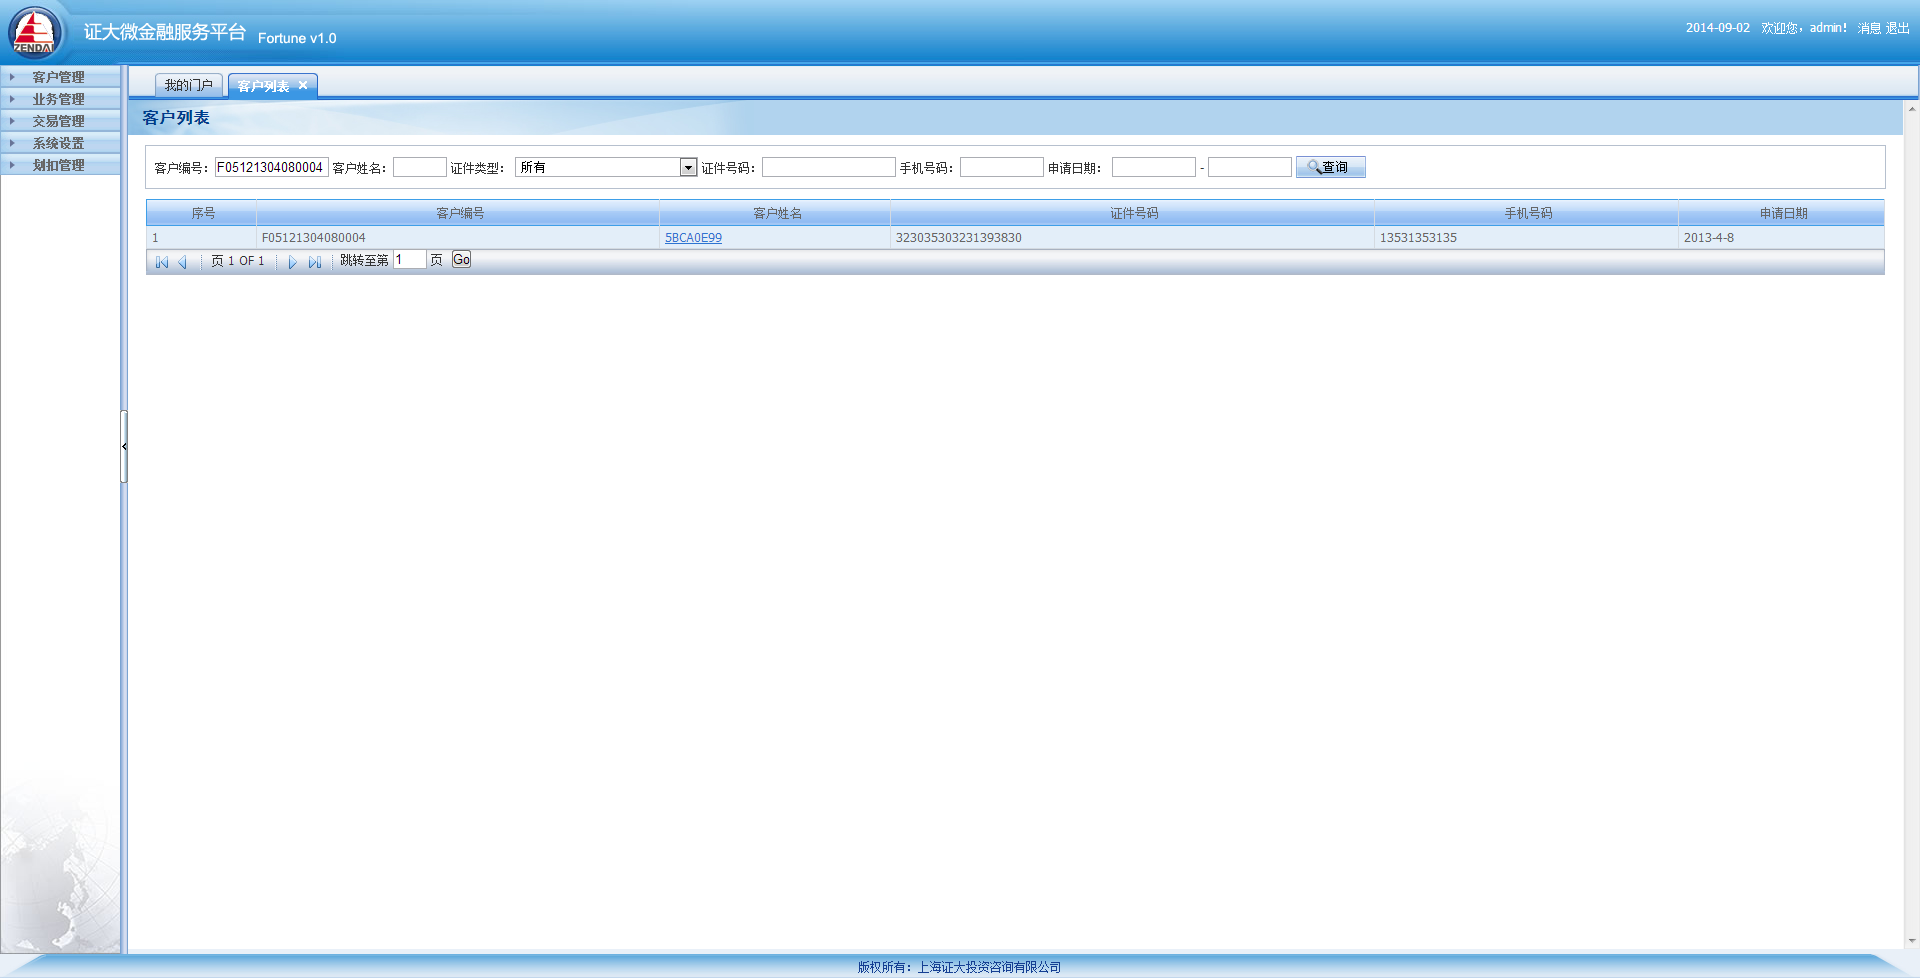 ZENDAI
证大微金融服务平台 Fortune v1.0
2014-09-02 欢迎您，admin! 消息 退出
客户管理
业务管理
交易管理
系统设置
划扣管理
我的门户 客户列表 ×
客户列表
客户编号： F05121304080004 客户姓名： 证件类型： 所有 证件号码： 手机号码： 申请日期： - 查询
序号 客户编号 客户姓名 证件号码 手机号码 申请日期
1 F05121304080004 5BCA0E99 323035303231393830 13531353135 2013-4-8
页 1 OF 1 跳转至第 1 页 Go
版权所有：上海证大投资咨询有限公司